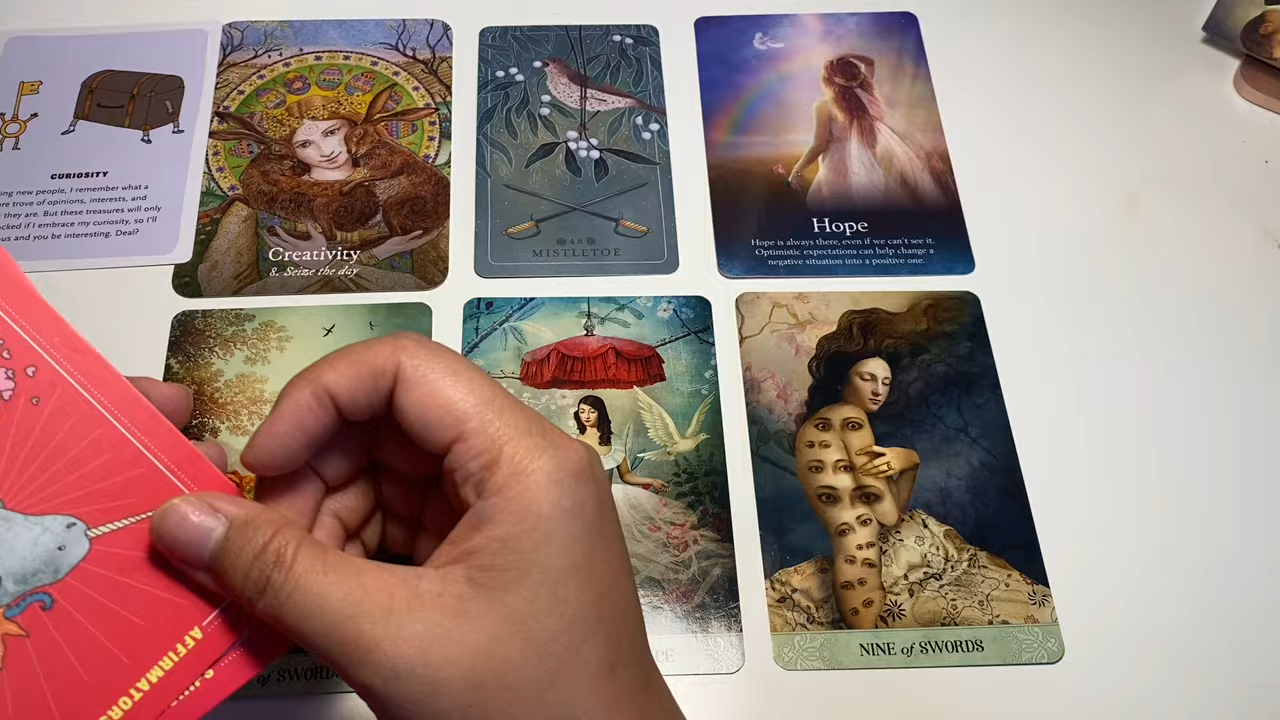 CURIOSITY
ing new people, I remember what a
re trove of opinions, interests, and
they are. But these treasures will only
cked if I embrace my curiosity, so I'll
us and you be interesting. Deal?
Creativity
8. Seize the day
48
MISTLETOE
Hope
Hope is always there, even if we can't see it.
Optimistic expectations can help change a
negative situation into a positive one.
of SWORDS
CE
NINE of SWORDS
AFFIRMATORS